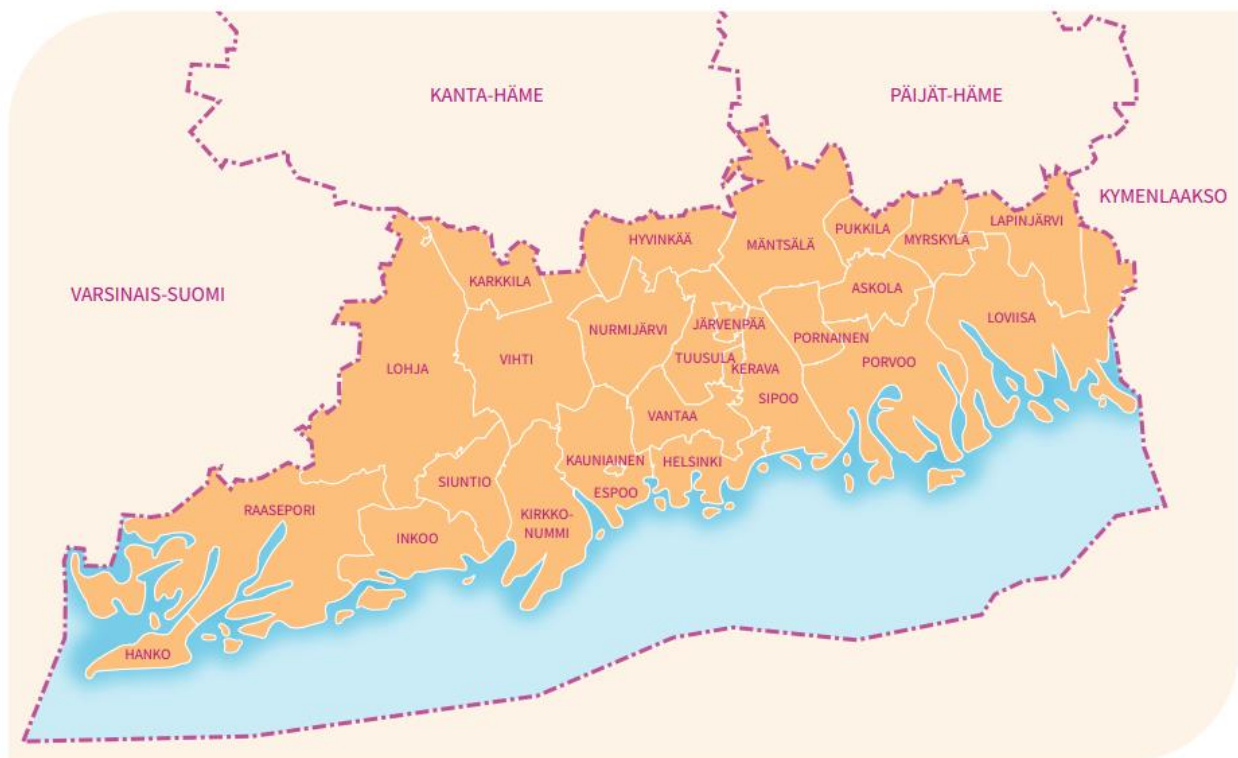 KANTA-HÄME
PÄIJÄT-HÄME
KYMENLAAKSO
VARSINAIS-SUOMI
LAPINJÄRVI
PUKKILA
HYVINKÄÄ
MÄNTSÄLÄ
MYRSKYLÄ
KARKKILA
ASKOLA
LOVIISA
NURMIJÄRVI
JÄRVENPÄÄ
PORNAINEN
VIHTI
TUUSULA
PORVOO
LOHJA
KERAVA
SIPOO
VANTAA
KAUNIAINEN
HELSINKI
SIUNTIO
ESPOO
RAASEPORI
KIRKKO-
NUMMI
INKOO
HANKO